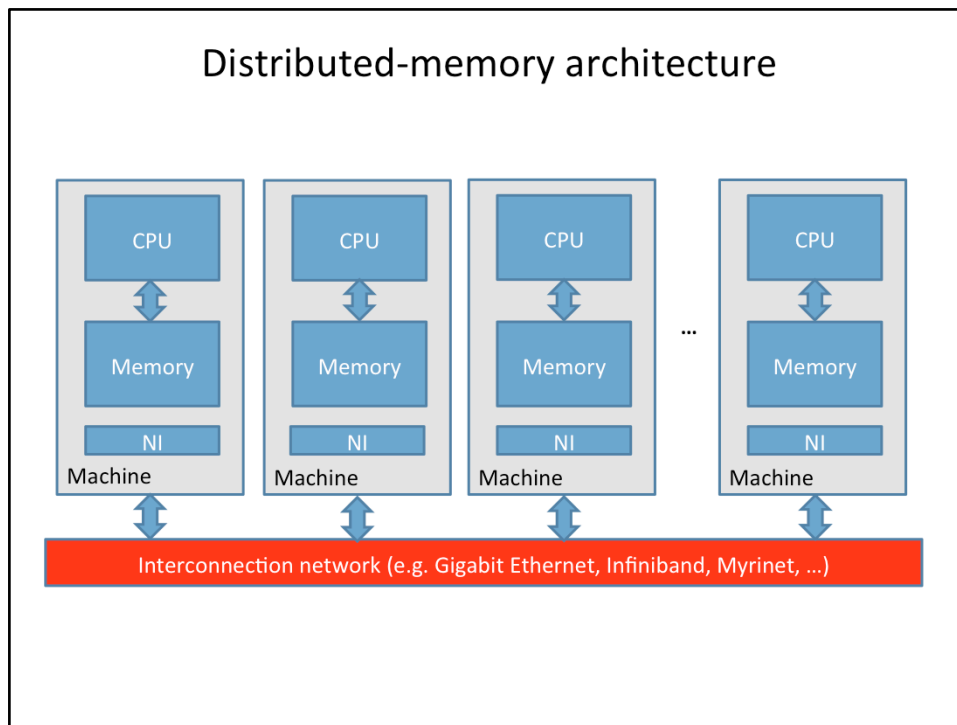 Distributed-memory architecture
CPU
CPU
CPU
CPU
Memory
Memory
Memory
...
Memory
NI
NI
NI
NI
Machine
Machine
Machine
Machine
Interconnection network (e.g. Gigabit Ethernet, Infiniband, Myrinet, ...)